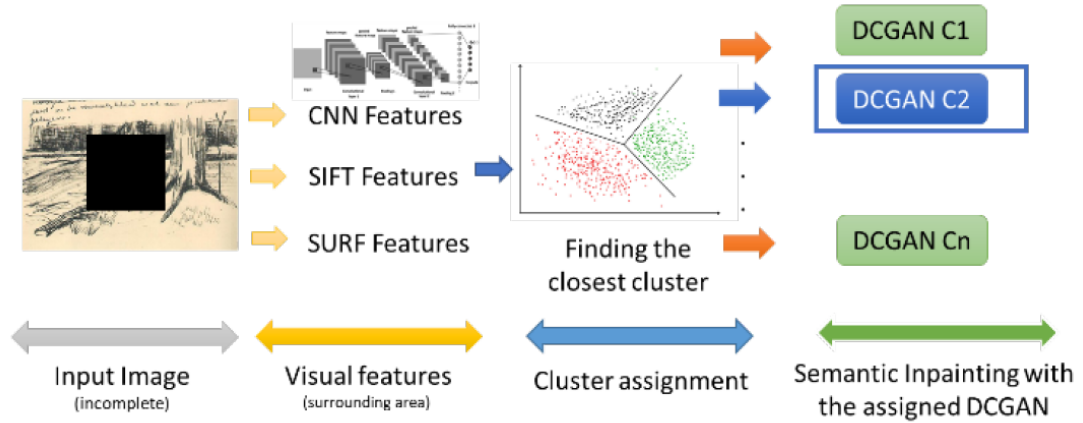 DCGAN C1
CNN Features
DCGAN C2
SIFT Features
SURF Features
DCGAN Cn
Finding the
closest cluster
Input Image
(incomplete)
Visual features
(surrounding area)
Cluster assignment
Semantic Inpainting with
the assigned DCGAN